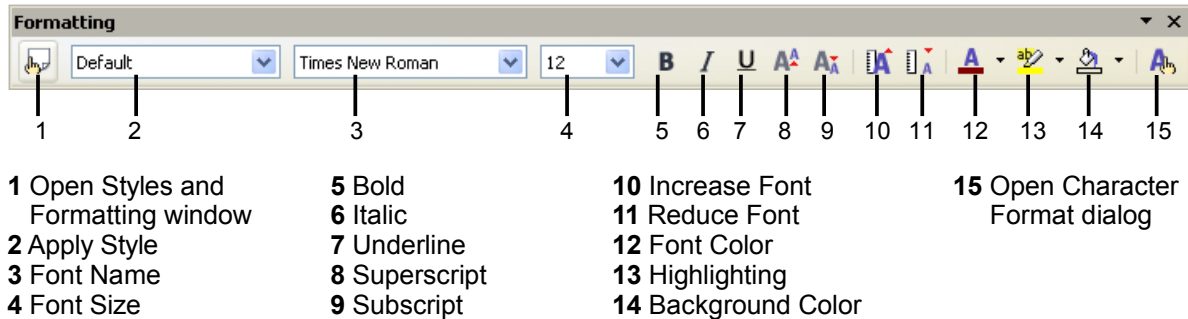 Formatting
Default Times New Roman 12 B I U A A A A A A ab A
1 2 3 4 5 6 7 8 9 10 11 12 13 14 15
1 Open Styles and
Formatting window
2 Apply Style
3 Font Name
4 Font Size
5 Bold
6 Italic
7 Underline
8 Superscript
9 Subscript
10 Increase Font
11 Reduce Font
12 Font Color
13 Highlighting
14 Background Color
15 Open Character
Format dialog